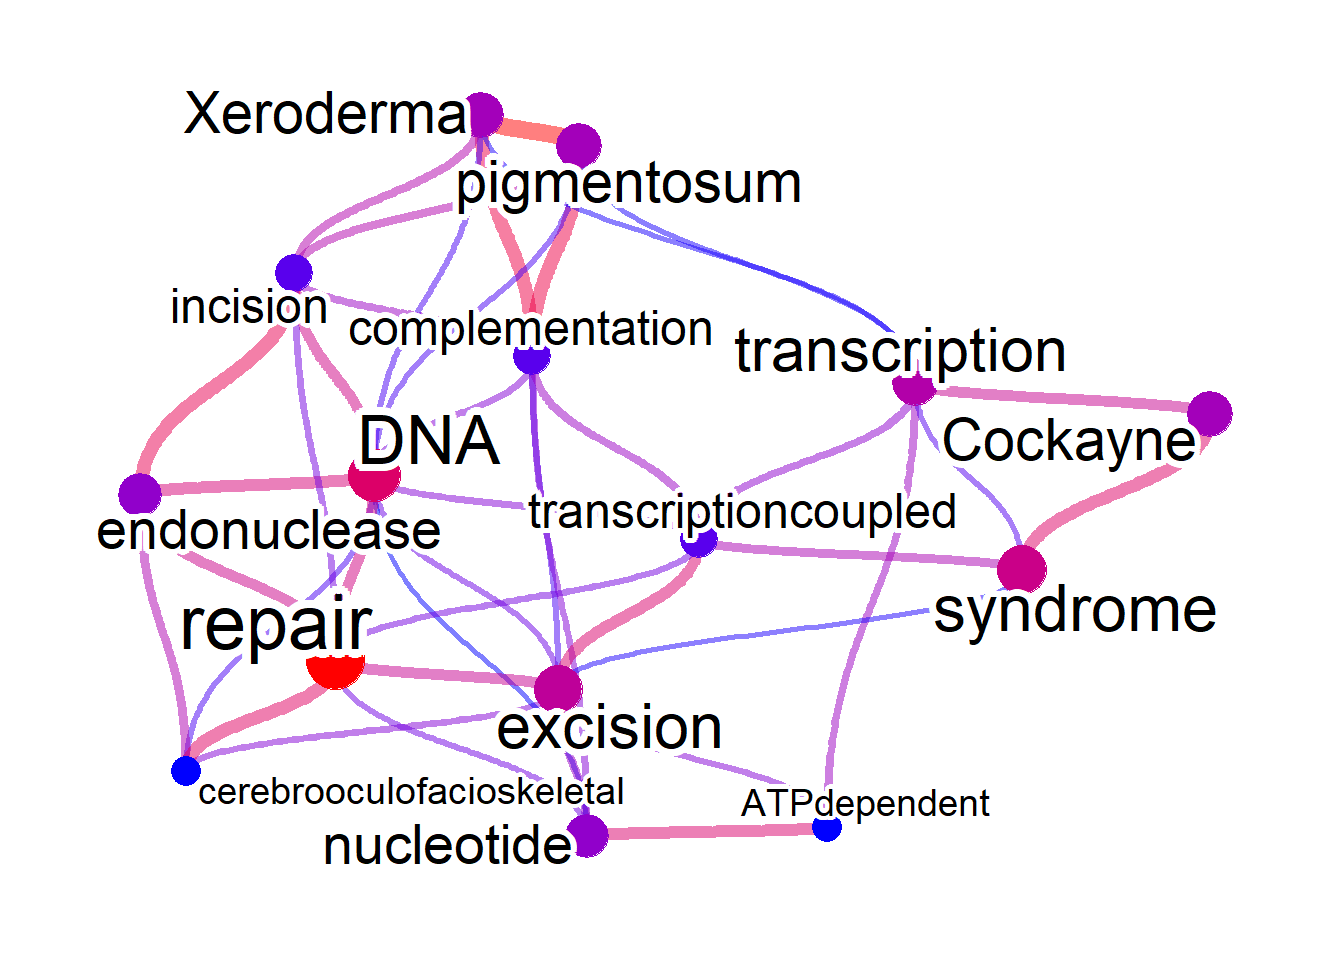 Xeroderma
pigmentosum
incision
complementation
transcription
DNA
Cockayne
transcriptioncoupled
endonuclease
repair
syndrome
excision
cerebrooculofacioskeletal
ATPdependent
nucleotide